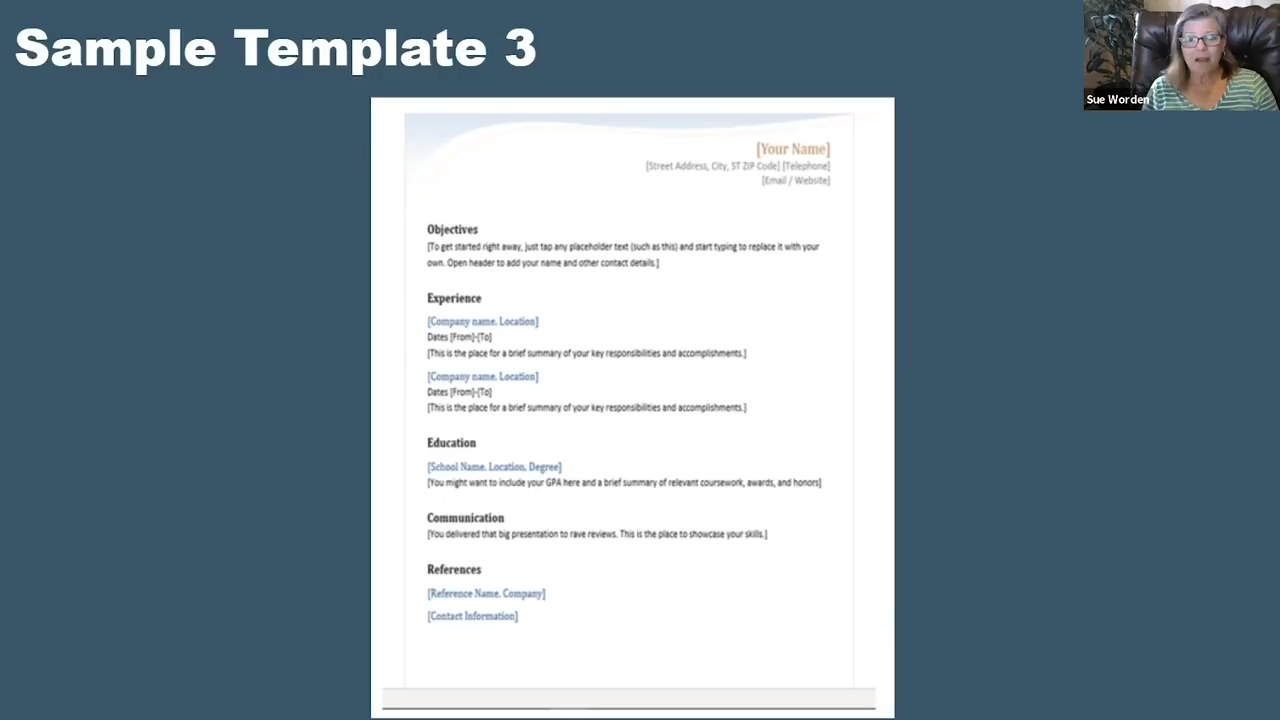 Sample Template 3
Sue Worden
[Your Name]
[Street Address, City, ST ZIP Code] [Telephone]
[Email / Website]
Objectives
[To get started right away, just tap any placeholder text (such as this) and start typing to replace it with your
own. Open header to add your name and other contact details.]
Experience
[Company name, Location]
Dates [From]-[To]
[This is the place for a brief summary of your key responsibilities and accomplishments.]
[Company name, Location]
Dates [From]-[To]
[This is the place for a brief summary of your key responsibilities and accomplishments.]
Education
[School Name, Location, Degree]
[You might want to include your GPA here and a brief summary of relevant coursework, awards, and honors]
Communication
[You delivered that big presentation to rave reviews. This is the place to showcase your skills.]
References
[Reference Name, Company]
[Contact Information]